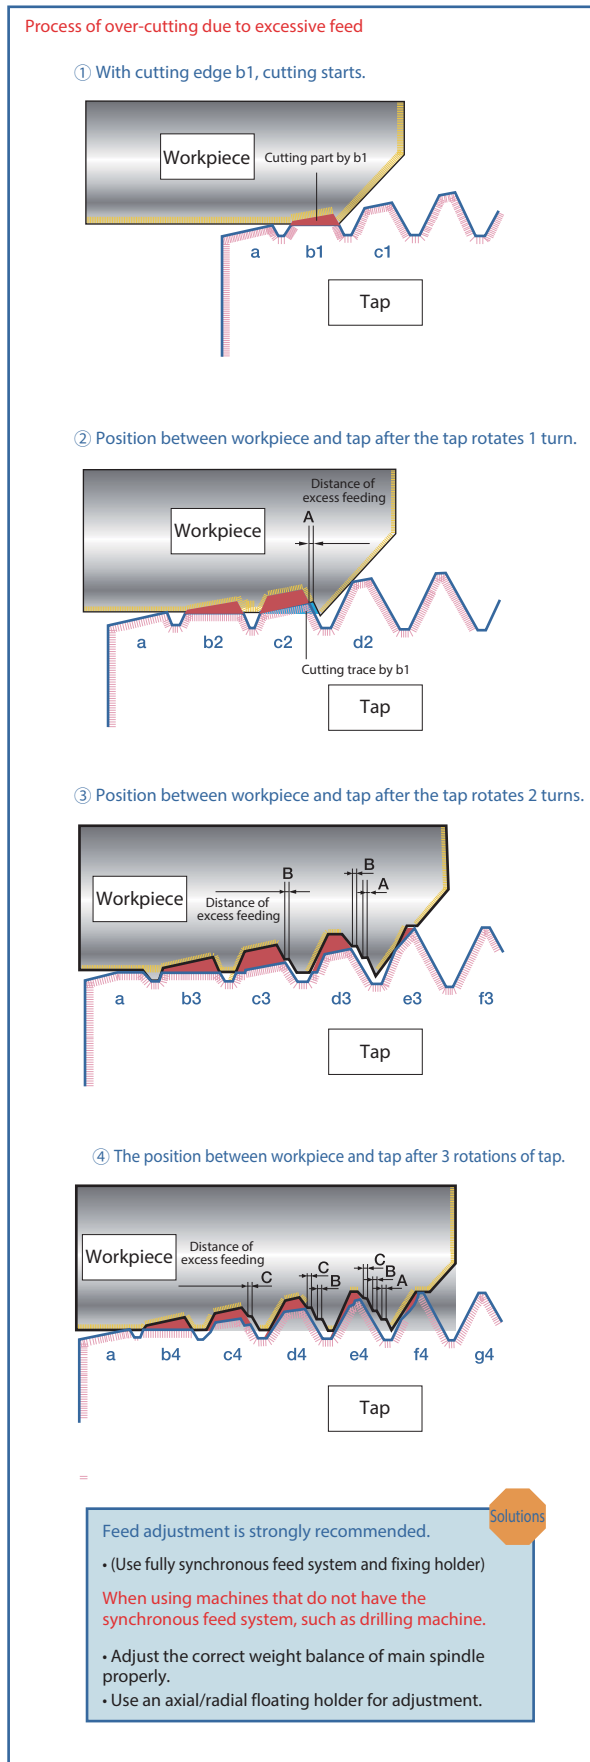 Process of over-cutting due to excessive feed
① With cutting edge b1, cutting starts.
Workpiece
Cutting part by b1
a b1 c1
Tap
② Position between workpiece and tap after the tap rotates 1 turn.
Distance of
excess feeding
A
Workpiece
a b2 c2 d2
Cutting trace by b1
Tap
③ Position between workpiece and tap after the tap rotates 2 turns.
B
B
A
Workpiece
Distance of
excess feeding
a b3 c3 d3 e3 f3
Tap
④ The position between workpiece and tap after 3 rotations of tap.
Workpiece
Distance of
excess feeding
C
C
B
C
B
A
a b4 c4 d4 e4 f4 g4
Tap
Solutions
Feed adjustment is strongly recommended.
• (Use fully synchronous feed system and fixing holder)
When using machines that do not have the
synchronous feed system, such as drilling machine.
• Adjust the correct weight balance of main spindle
properly.
• Use an axial/radial floating holder for adjustment.